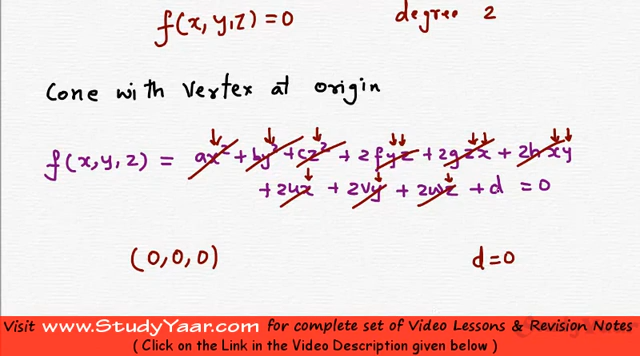 f(x, y, z) = 0 degree 2
Cone with Vertex at origin
f(x, y, z) = ax² + by² + cz² + 2fyz + 2gzx + 2hxy
+ 2ux + 2vy + 2wz + d = 0
(0,0,0) d=0
Visit www.StudyYaar.com for complete set of Video Lessons & Revision Notes
( Click on the Link in the Video Description given below )